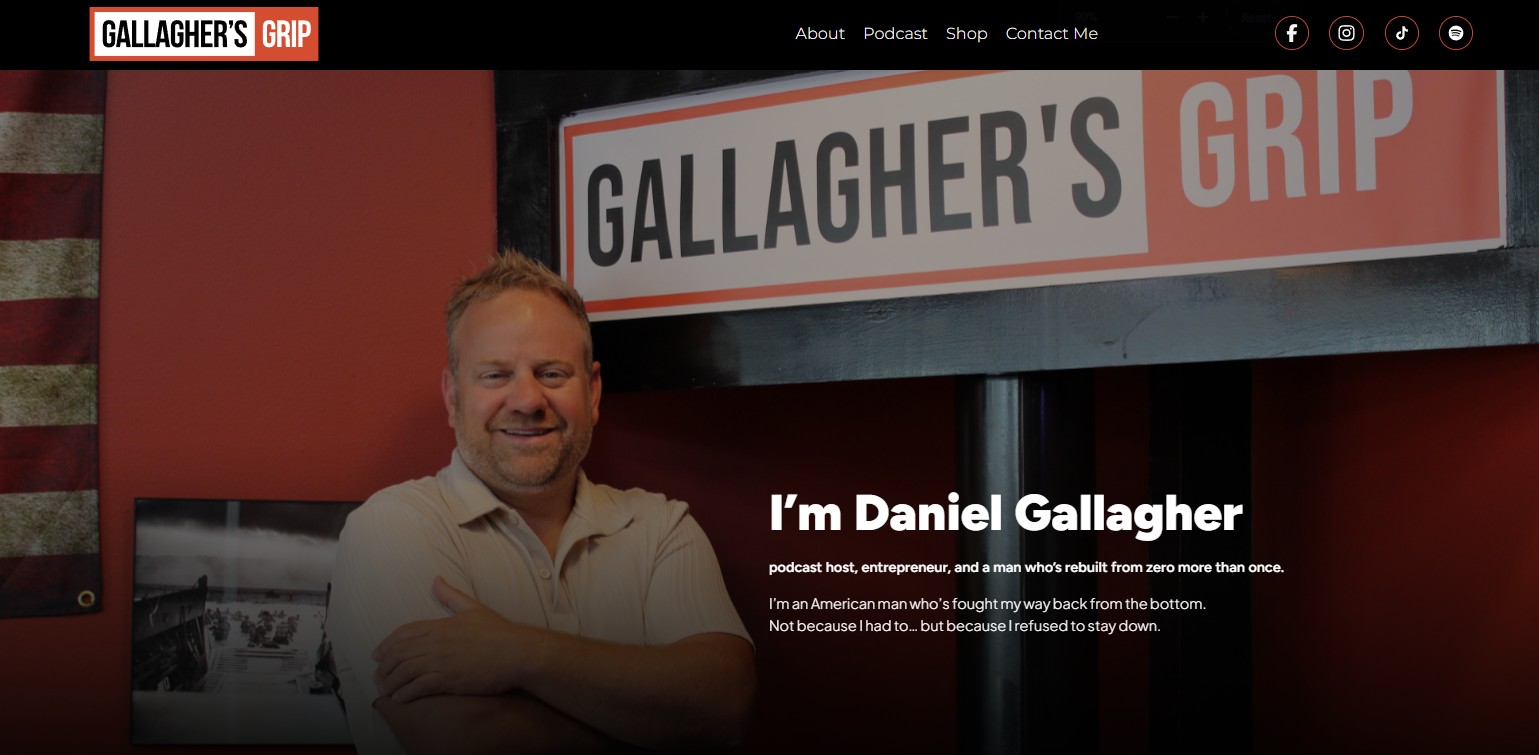 GALLAGHER'S GRIP
About Podcast Shop Contact Me
GALLAGHER'S GRIP
I'm Daniel Gallagher
podcast host, entrepreneur, and a man who's rebuilt from zero more than once.
I'm an American man who's fought my way back from the bottom.
Not because I had to... but because I refused to stay down.